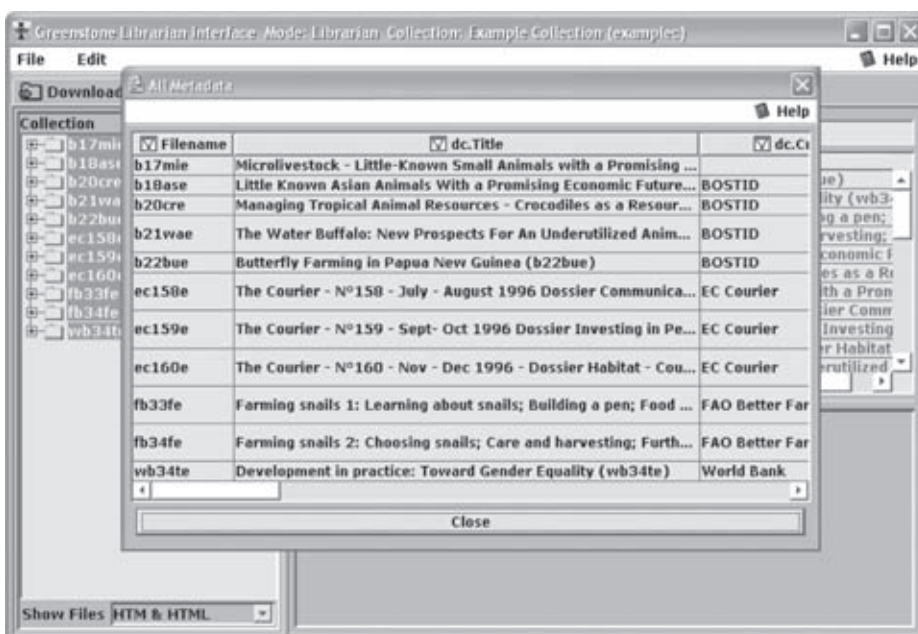 Greenstone Librarian Interface Mode: Librarian Collection: Example Collection (examplec)
File Edit Help
Download
All Metadata
Help
Collection
Filename dc.Title
b17mie Microlivestock - Little-Known Small Animals with a Promising ...
b18ase Little Known Asian Animals With a Promising Economic Future... BOSTID
b20cre Managing Tropical Animal Resources - Crocodiles as a Resour... BOSTID
b21wae The Water Buffalo: New Prospects For An Underutilized Anim... BOSTID
b22bue Butterfly Farming in Papua New Guinea (b22bue) BOSTID
ec158e The Courier - N°158 - July - August 1996 Dossier Communica... EC Courier
ec159e The Courier - N°159 - Sept- Oct 1996 Dossier Investing in Pe... EC Courier
ec160e The Courier - N°160 - Nov - Dec 1996 - Dossier Habitat - Cou... EC Courier
fb33fe Farming snails 1: Learning about snails; Building a pen; Food ... FAO Better Far
fb34fe Farming snails 2: Choosing snails; Care and harvesting; Furth... FAO Better Far
wb34te Development in practice: Toward Gender Equality (wb34te) World Bank
Close
Show Files HTM & HTML